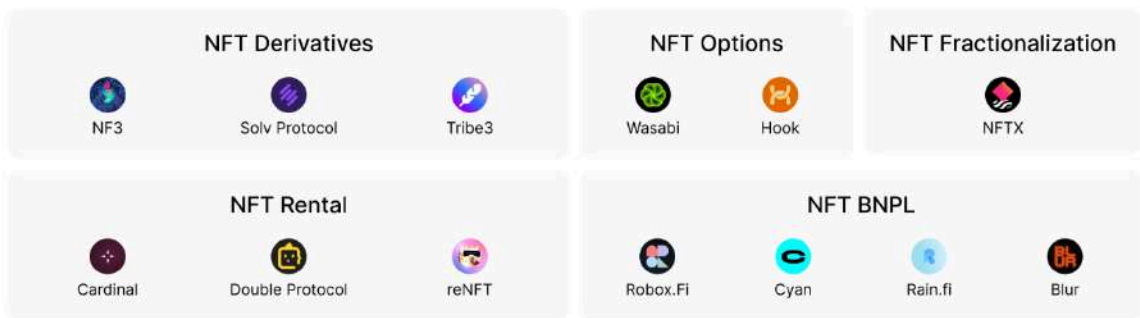 NFT Derivatives
NF3
Solv Protocol
Tribe3
NFT Options
Wasabi
Hook
NFT Fractionalization
NFTX
NFT Rental
Cardinal
Double Protocol
reNFT
NFT BNPL
Robox.Fi
Cyan
R
Rain.fi
BLUR
Blur